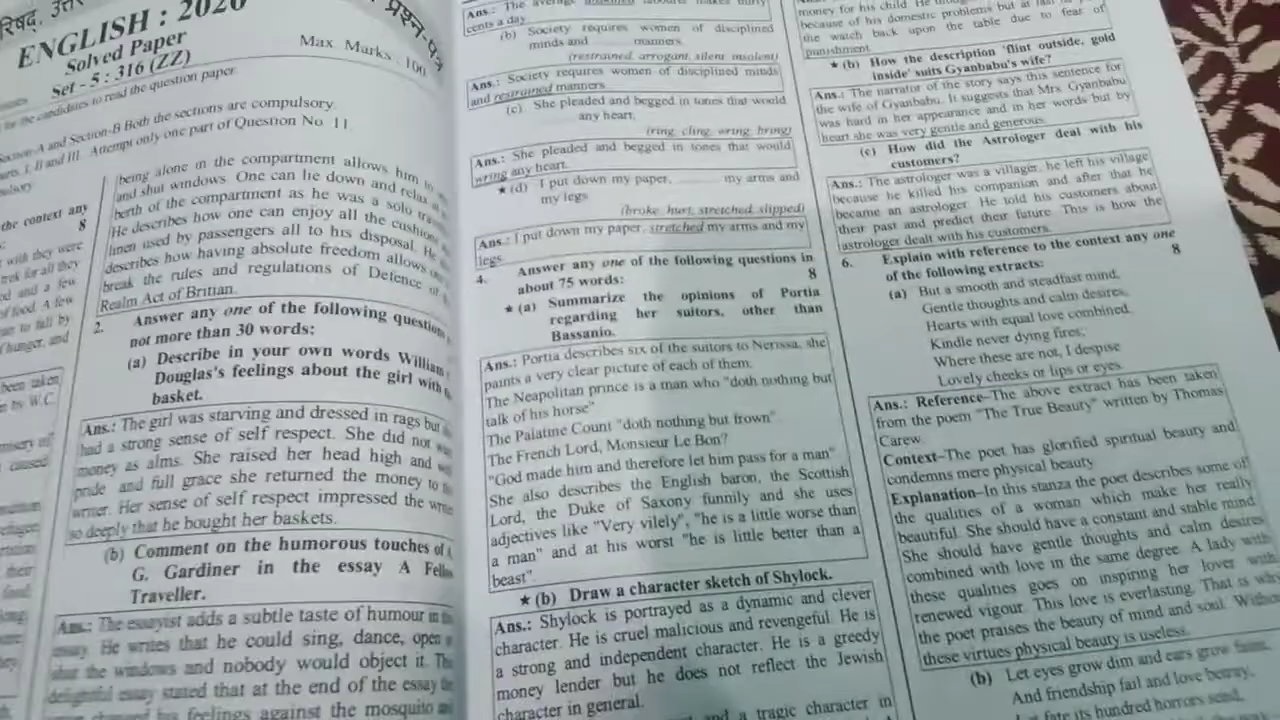 रिषद्, उत्तर
प्रश्न-पत्र
ENGLISH : 2020
Solved Paper
Set - 5 : 316 (ZZ)
Max. Marks : 100
for the candidates to read the question paper.
Section-A and Section-B Both the sections are compulsory.
I, II and III. Attempt only one part of Question No. 11.
the context any
8
with they were
for all they
and a few
of food. A few
to fall by
hunger, and
been taken
by W.C.
being alone in the compartment allows him to
and shut windows. One can lie down and relax
berth of the compartment as he was a solo
He describes how one can enjoy all the cushions
linen used by passengers all to his disposal. He
describes how having absolute freedom allows
break the rules and regulations of Defence of
Realm Act of Britian.
2. Answer any one of the following questions
not more than 30 words:
(a) Describe in your own words William
Douglas's feelings about the girl with
basket.
Ans.: The girl was starving and dressed in rags but
had a strong sense of self respect. She did not
money as alms. She raised her head high and
pride and full grace she returned the money to
writer. Her sense of self respect impressed the
so deeply that he bought her baskets.
(b) Comment on the humorous touches of
G. Gardiner in the essay A Fellow
Traveller.
Ans.: The essayist adds a subtle taste of humour in
essay. He writes that he could sing, dance, open
shut the windows and nobody would object it. The
delightful essay stated that at the end of the essay
his feelings against the mosquito
Ans.: The average labourer makes thirty
cents a day.
(b) Society requires women of disciplined
minds and ........ manners.
(restrained, arrogant, silent, insolent)
Ans.: Society requires women of disciplined minds
and restrained manners.
(c) She pleaded and begged in tones that would
........ any heart.
(ring, cling, wring, bring)
Ans.: She pleaded and begged in tones that would
wring any heart.
★(d) I put down my paper, ........ my arms and
my legs.
(broke, hurt, stretched, slipped)
Ans.: I put down my paper, stretched my arms and my
legs.
4. Answer any one of the following questions in
about 75 words: 8
★(a) Summarize the opinions of Portia
regarding her suitors, other than
Bassanio.
Ans.: Portia describes six of the suitors to Nerissa, she
paints a very clear picture of each of them.
The Neapolitan prince is a man who "doth nothing but
talk of his horse"
The Palatine Count "doth nothing but frown"
The French Lord, Monsieur Le Bon?
"God made him and therefore let him pass for a man"
She also describes the English baron, the Scottish
Lord, the Duke of Saxony funnily and she uses
adjectives like "Very vilely", "he is a little worse than
a man" and at his worst "he is little better than a
beast"
★(b) Draw a character sketch of Shylock.
Ans.: Shylock is portrayed as a dynamic and clever
character. He is cruel malicious and revengeful. He is
a strong and independent character. He is a greedy
money lender but he does not reflect the Jewish
character in general.
and a tragic character in
money for his child. He
because of his domestic problems but at last
the watch back upon the table due to fear of
punishment.
★(b) How the description 'flint outside, gold
inside' suits Gyanbabu's wife?
Ans.: The narrator of the story says this sentence for
the wife of Gyanbabu. It suggests that Mrs. Gyanbabu
was hard in her appearance and in her words but by
heart she was very gentle and generous.
(c) How did the Astrologer deal with his
customers?
Ans.: The astrologer was a villager, he left his village
because he killed his companion and after that he
became an astrologer. He told his customers about
their past and predict their future. This is how the
astrologer dealt with his customers.
6. Explain with reference to the context any one
of the following extracts: 8
(a) But a smooth and steadfast mind,
Gentle thoughts and calm desires,
Hearts with equal love combined,
Kindle never dying fires;
Where these are not, I despise
Lovely cheeks or lips or eyes.
Ans.: Reference–The above extract has been taken
from the poem "The True Beauty" written by Thomas
Carew.
Context–The poet has glorified spiritual beauty and
condemns mere physical beauty.
Explanation–In this stanza the poet describes some of
the qualities of a woman which make her really
beautiful. She should have a constant and stable mind.
She should have gentle thoughts and calm desires
combined with love in the same degree. A lady with
these qualities goes on inspiring her lover with
renewed vigour. This love is everlasting. That is why
the poet praises the beauty of mind and soul. Without
these virtues physical beauty is useless.
(b) Let eyes grow dim and ears grow faint,
And friendship fail and love betray,
fate its hundred horrors send,